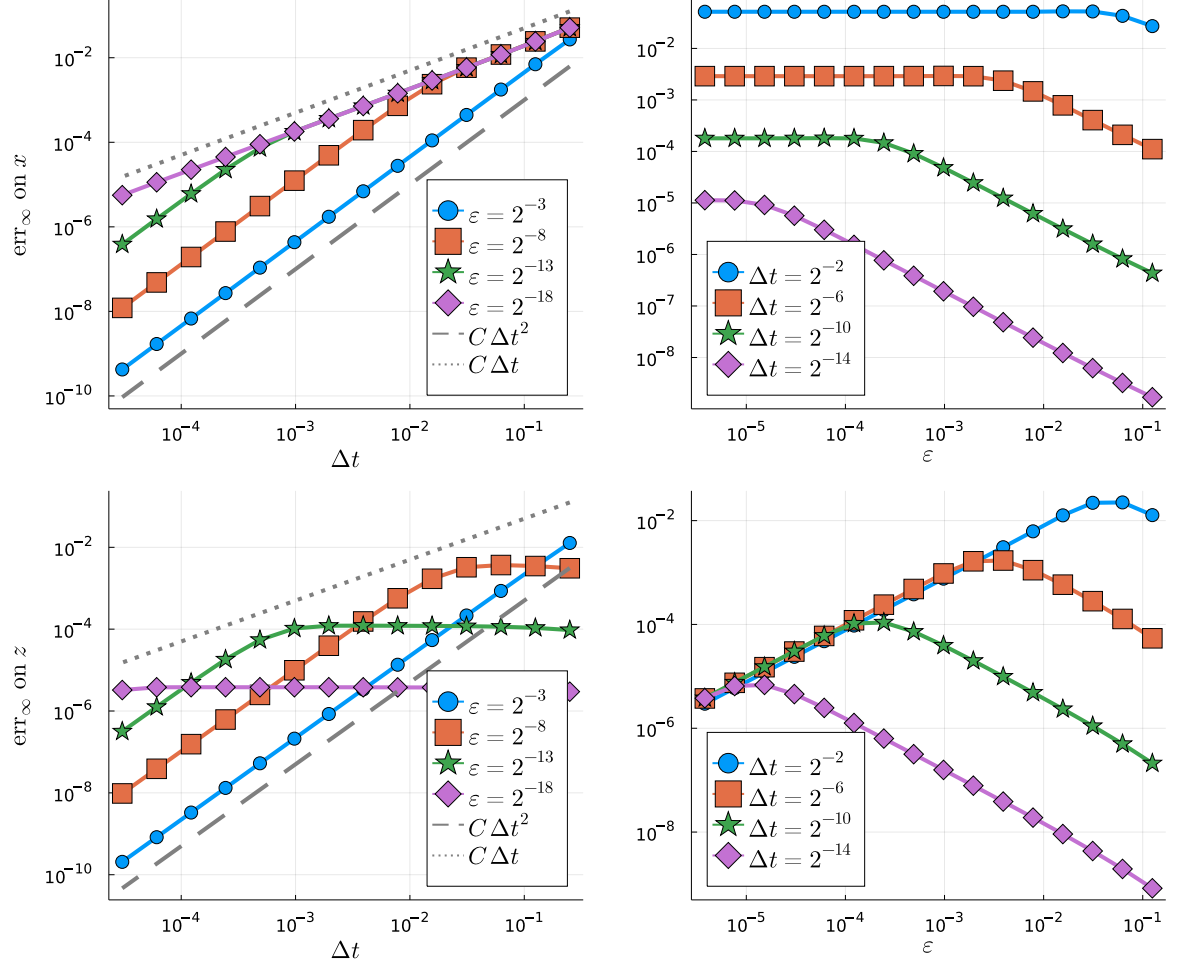 err∞ on x
10⁻²
10⁻⁴
10⁻⁶
10⁻⁸
10⁻¹⁰
ε = 2⁻³
ε = 2⁻⁸
ε = 2⁻¹³
ε = 2⁻¹⁸
C Δt²
C Δt
10⁻⁴
10⁻³
10⁻²
10⁻¹
Δt
10⁻²
10⁻³
10⁻⁴
10⁻⁵
10⁻⁶
10⁻⁷
10⁻⁸
Δt = 2⁻²
Δt = 2⁻⁶
Δt = 2⁻¹⁰
Δt = 2⁻¹⁴
10⁻⁵
10⁻⁴
10⁻³
10⁻²
10⁻¹
ε
err∞ on z
10⁻²
10⁻⁴
10⁻⁶
10⁻⁸
10⁻¹⁰
ε = 2⁻³
ε = 2⁻⁸
ε = 2⁻¹³
ε = 2⁻¹⁸
C Δt²
C Δt
10⁻⁴
10⁻³
10⁻²
10⁻¹
Δt
10⁻²
10⁻⁴
10⁻⁶
10⁻⁸
Δt = 2⁻²
Δt = 2⁻⁶
Δt = 2⁻¹⁰
Δt = 2⁻¹⁴
10⁻⁵
10⁻⁴
10⁻³
10⁻²
10⁻¹
ε